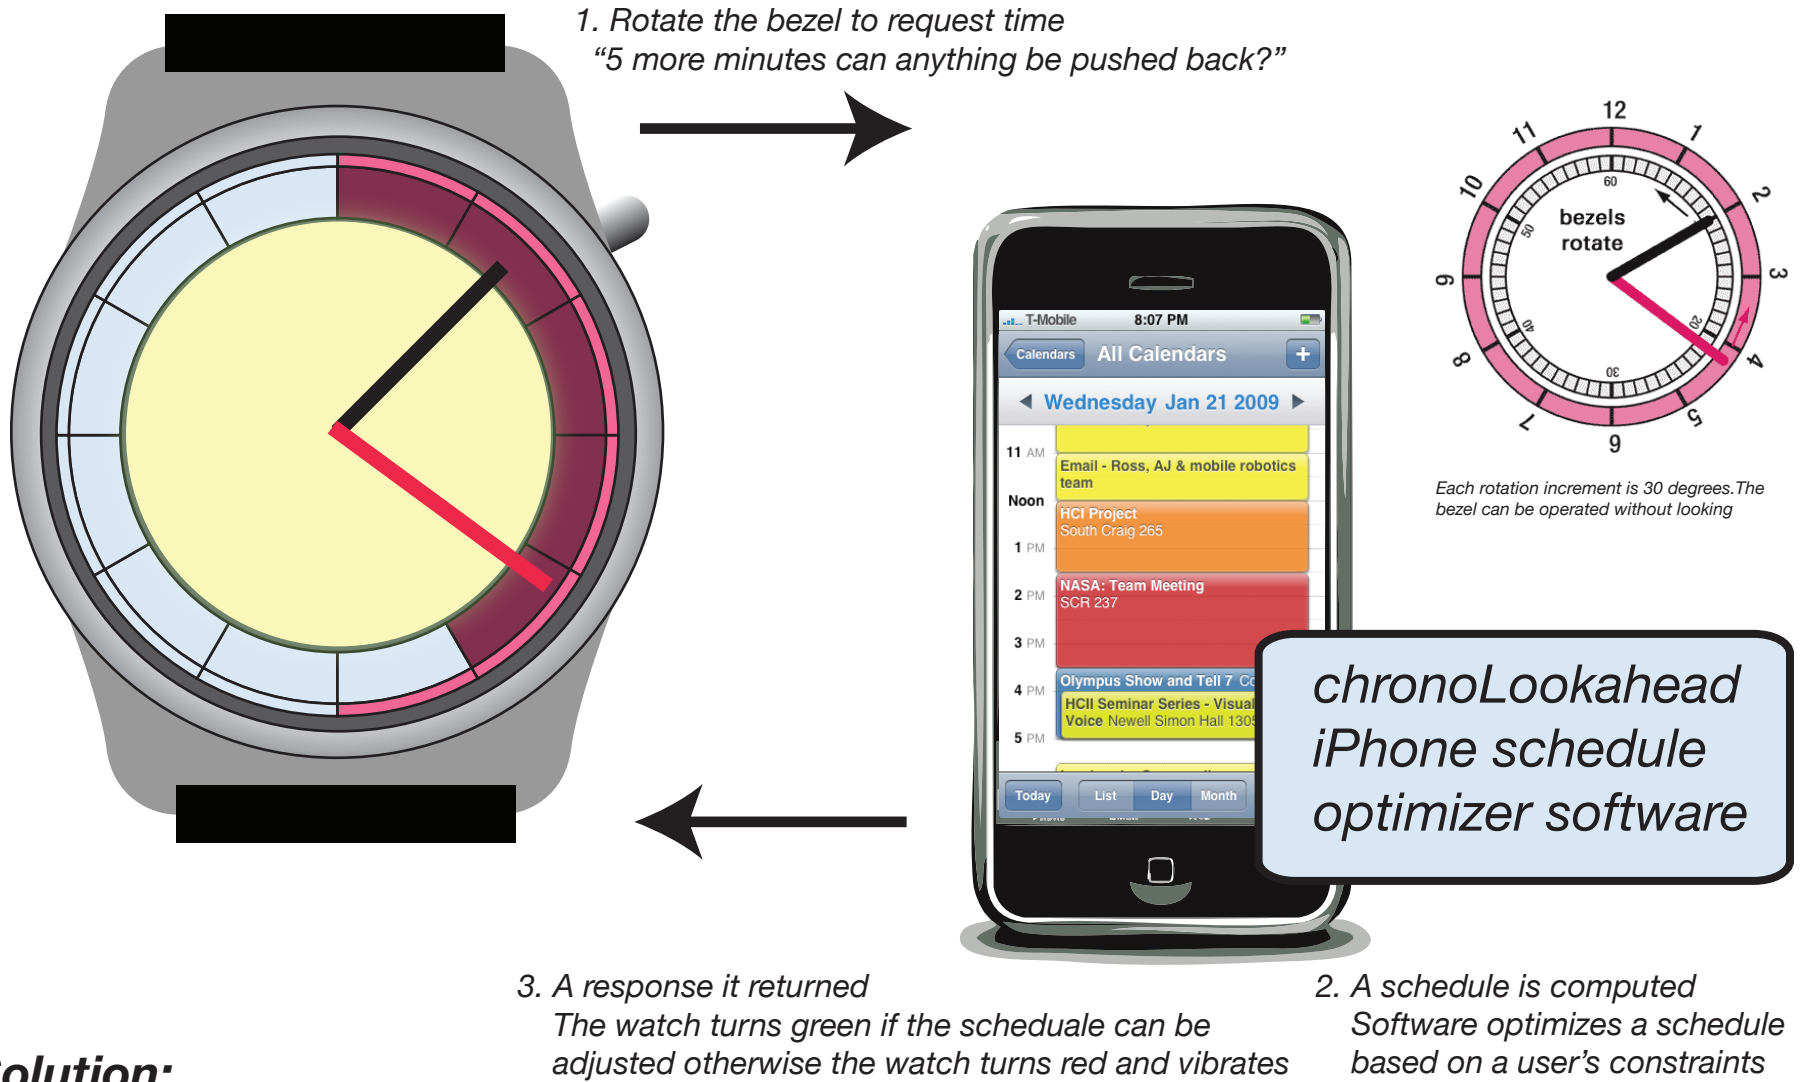 1. Rotate the bezel to request time
“5 more minutes can anything be pushed back?”
12
1
2
3
4
5
6
7
8
9
10
11
60
50
40
30
20
bezels
rotate
Each rotation increment is 30 degrees.The
bezel can be operated without looking
T-Mobile
8:07 PM
Calendars
All Calendars
+
Wednesday Jan 21 2009
11 AM
Email - Ross, AJ & mobile robotics
team
Noon
HCI Project
South Craig 265
1 PM
2 PM
NASA: Team Meeting
SCR 237
3 PM
4 PM
Olympus Show and Tell 7
HCII Seminar Series - Visual
Voice Newell Simon Hall 1305
5 PM
Today
List
Day
Month
chronoLookahead
iPhone schedule
optimizer software
3. A response it returned
The watch turns green if the scheduale can be
adjusted otherwise the watch turns red and vibrates
2. A schedule is computed
Software optimizes a schedule
based on a user’s constraints
olution: